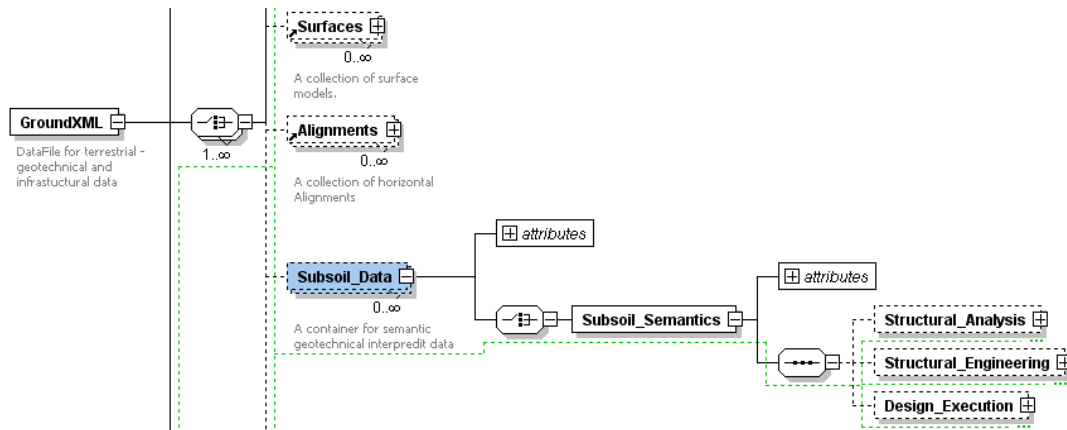 Surfaces
0..∞
A collection of surface
models.
GroundXML
DataFile for terrestrial -
geotechnical and
infrastuctural data
1..∞
Alignments
0..∞
A collection of horizontal
Alignments
attributes
Subsoil_Data
0..∞
A container for semantic
geotechnical interpredit data
Subsoil_Semantics
attributes
Structural_Analysis
Structural_Engineering
Design_Execution